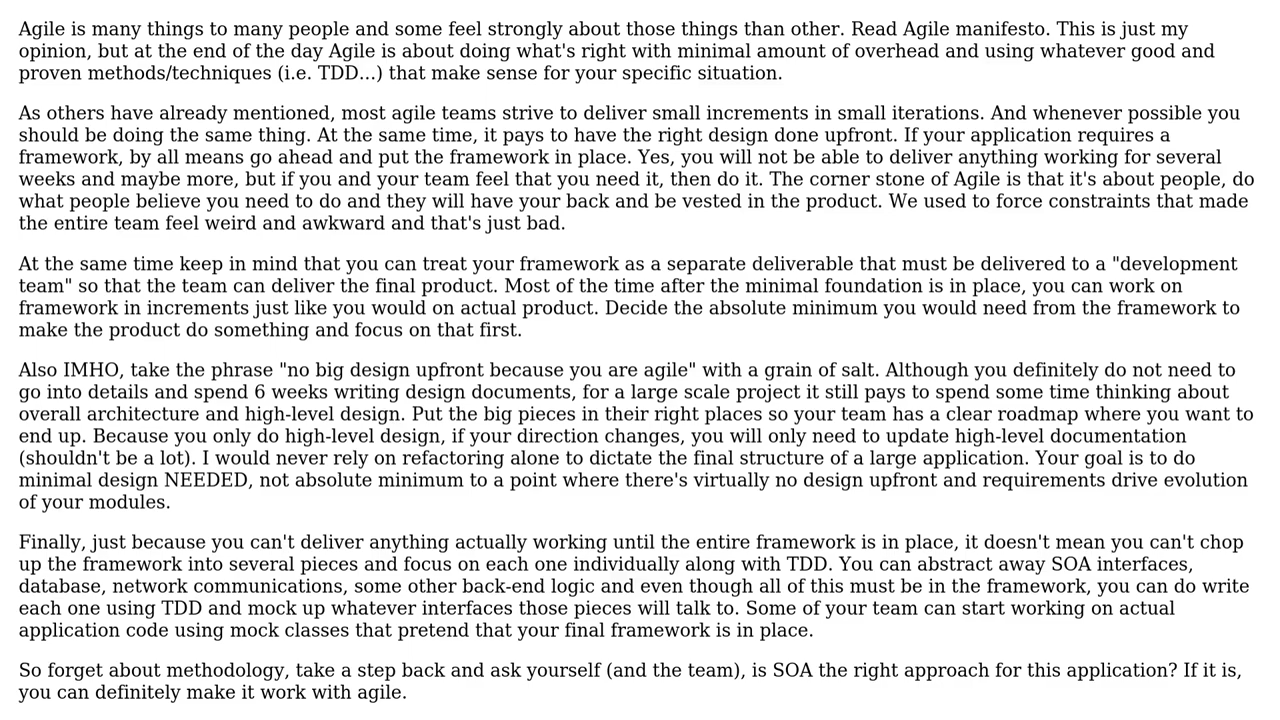 Agile is many things to many people and some feel strongly about those things than other. Read Agile manifesto. This is just my
opinion, but at the end of the day Agile is about doing what's right with minimal amount of overhead and using whatever good and
proven methods/techniques (i.e. TDD...) that make sense for your specific situation.
As others have already mentioned, most agile teams strive to deliver small increments in small iterations. And whenever possible you
should be doing the same thing. At the same time, it pays to have the right design done upfront. If your application requires a
framework, by all means go ahead and put the framework in place. Yes, you will not be able to deliver anything working for several
weeks and maybe more, but if you and your team feel that you need it, then do it. The corner stone of Agile is that it's about people, do
what people believe you need to do and they will have your back and be vested in the product. We used to force constraints that made
the entire team feel weird and awkward and that's just bad.
At the same time keep in mind that you can treat your framework as a separate deliverable that must be delivered to a "development
team" so that the team can deliver the final product. Most of the time after the minimal foundation is in place, you can work on
framework in increments just like you would on actual product. Decide the absolute minimum you would need from the framework to
make the product do something and focus on that first.
Also IMHO, take the phrase "no big design upfront because you are agile" with a grain of salt. Although you definitely do not need to
go into details and spend 6 weeks writing design documents, for a large scale project it still pays to spend some time thinking about
overall architecture and high-level design. Put the big pieces in their right places so your team has a clear roadmap where you want to
end up. Because you only do high-level design, if your direction changes, you will only need to update high-level documentation
(shouldn't be a lot). I would never rely on refactoring alone to dictate the final structure of a large application. Your goal is to do
minimal design NEEDED, not absolute minimum to a point where there's virtually no design upfront and requirements drive evolution
of your modules.
Finally, just because you can't deliver anything actually working until the entire framework is in place, it doesn't mean you can't chop
up the framework into several pieces and focus on each one individually along with TDD. You can abstract away SOA interfaces,
database, network communications, some other back-end logic and even though all of this must be in the framework, you can do write
each one using TDD and mock up whatever interfaces those pieces will talk to. Some of your team can start working on actual
application code using mock classes that pretend that your final framework is in place.
So forget about methodology, take a step back and ask yourself (and the team), is SOA the right approach for this application? If it is,
you can definitely make it work with agile.